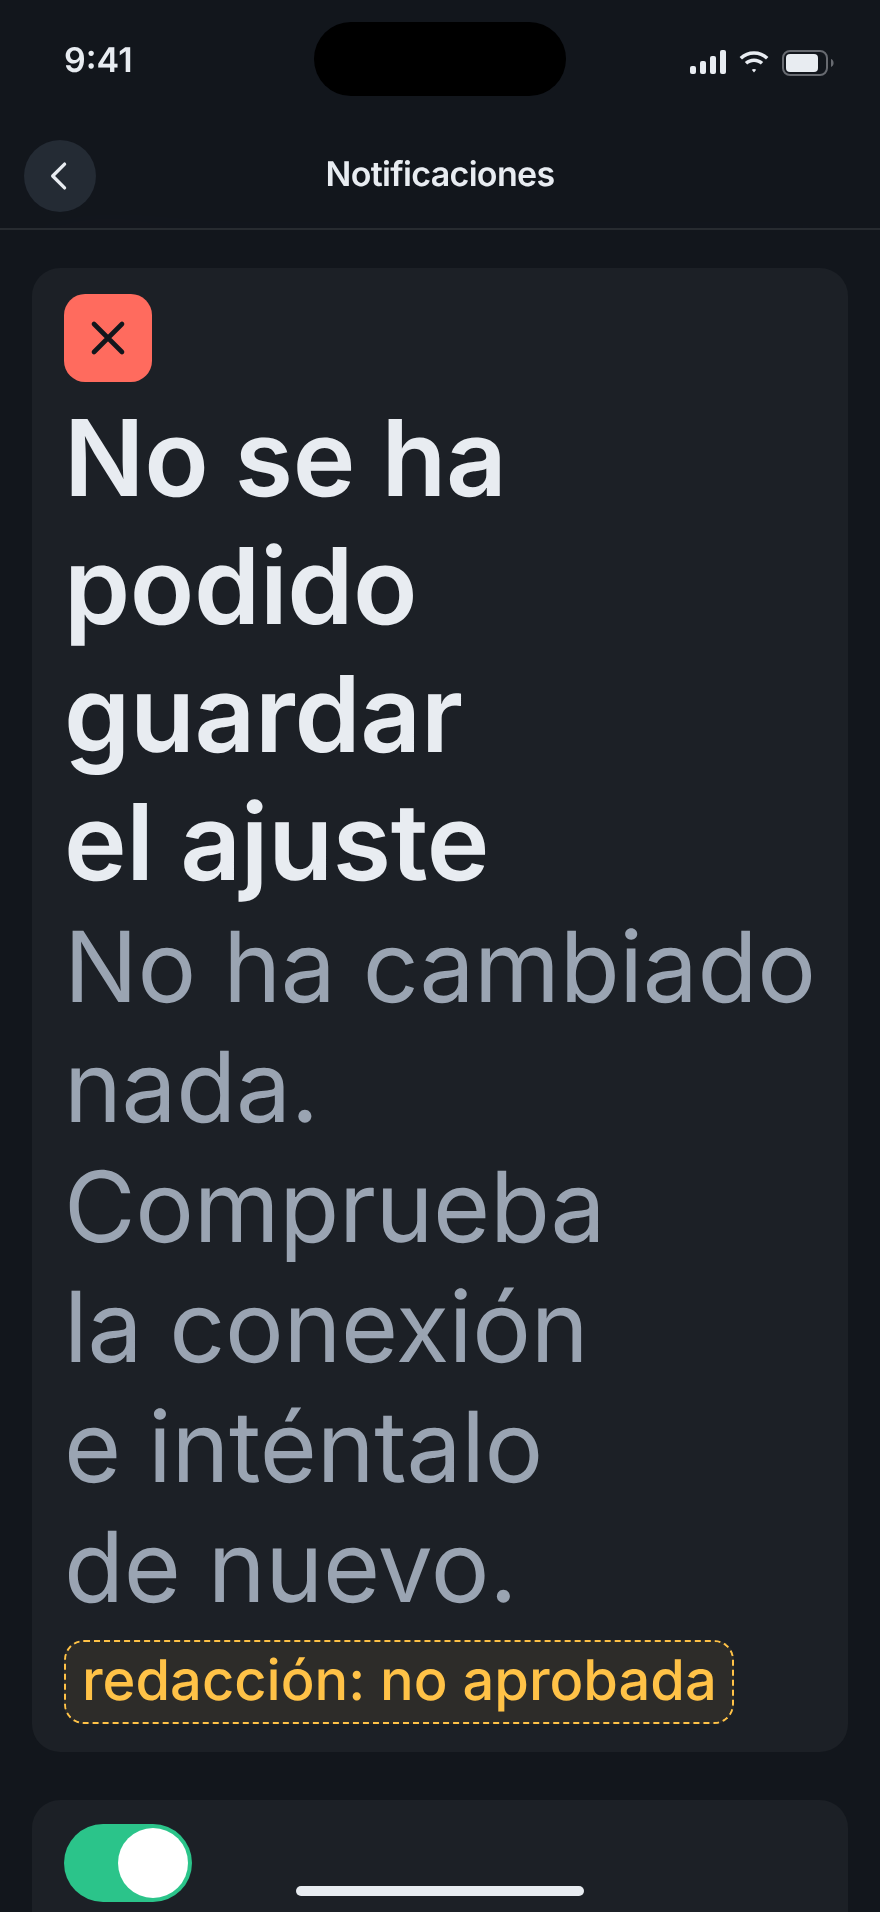 9:41
Notificaciones
No se ha
podido
guardar
el ajuste
No ha cambiado
nada.
Comprueba
la conexión
e inténtalo
de nuevo.
redacción: no aprobada